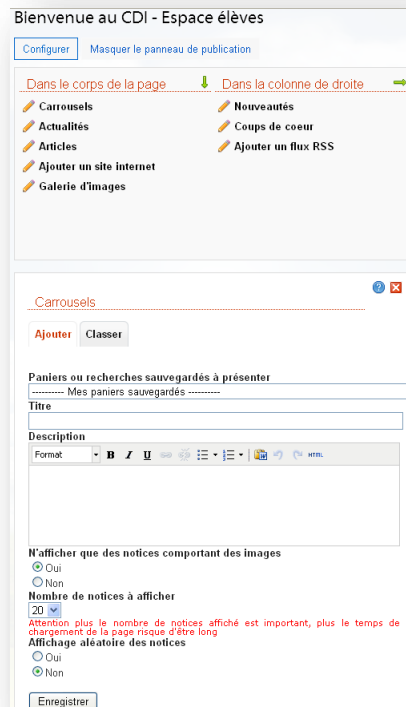 Bienvenue au CDI - Espace élèves
Configurer
Masquer le panneau de publication
Dans le corps de la page
Carrousels
Actualités
Articles
Ajouter un site internet
Galerie d'images
Dans la colonne de droite
Nouveautés
Coups de coeur
Ajouter un flux RSS
Carrousels
Ajouter
Classer
Paniers ou recherches sauvegardés à présenter
---------- Mes paniers sauvegardés ----------
Titre
Description
Format B I U HTML
N'afficher que des notices comportant des images
Oui
Non
Nombre de notices à afficher
20
Attention plus le nombre de notices affiché est important, plus le temps de
chargement de la page risque d'être long
Affichage aléatoire des notices
Oui
Non
Enregistrer